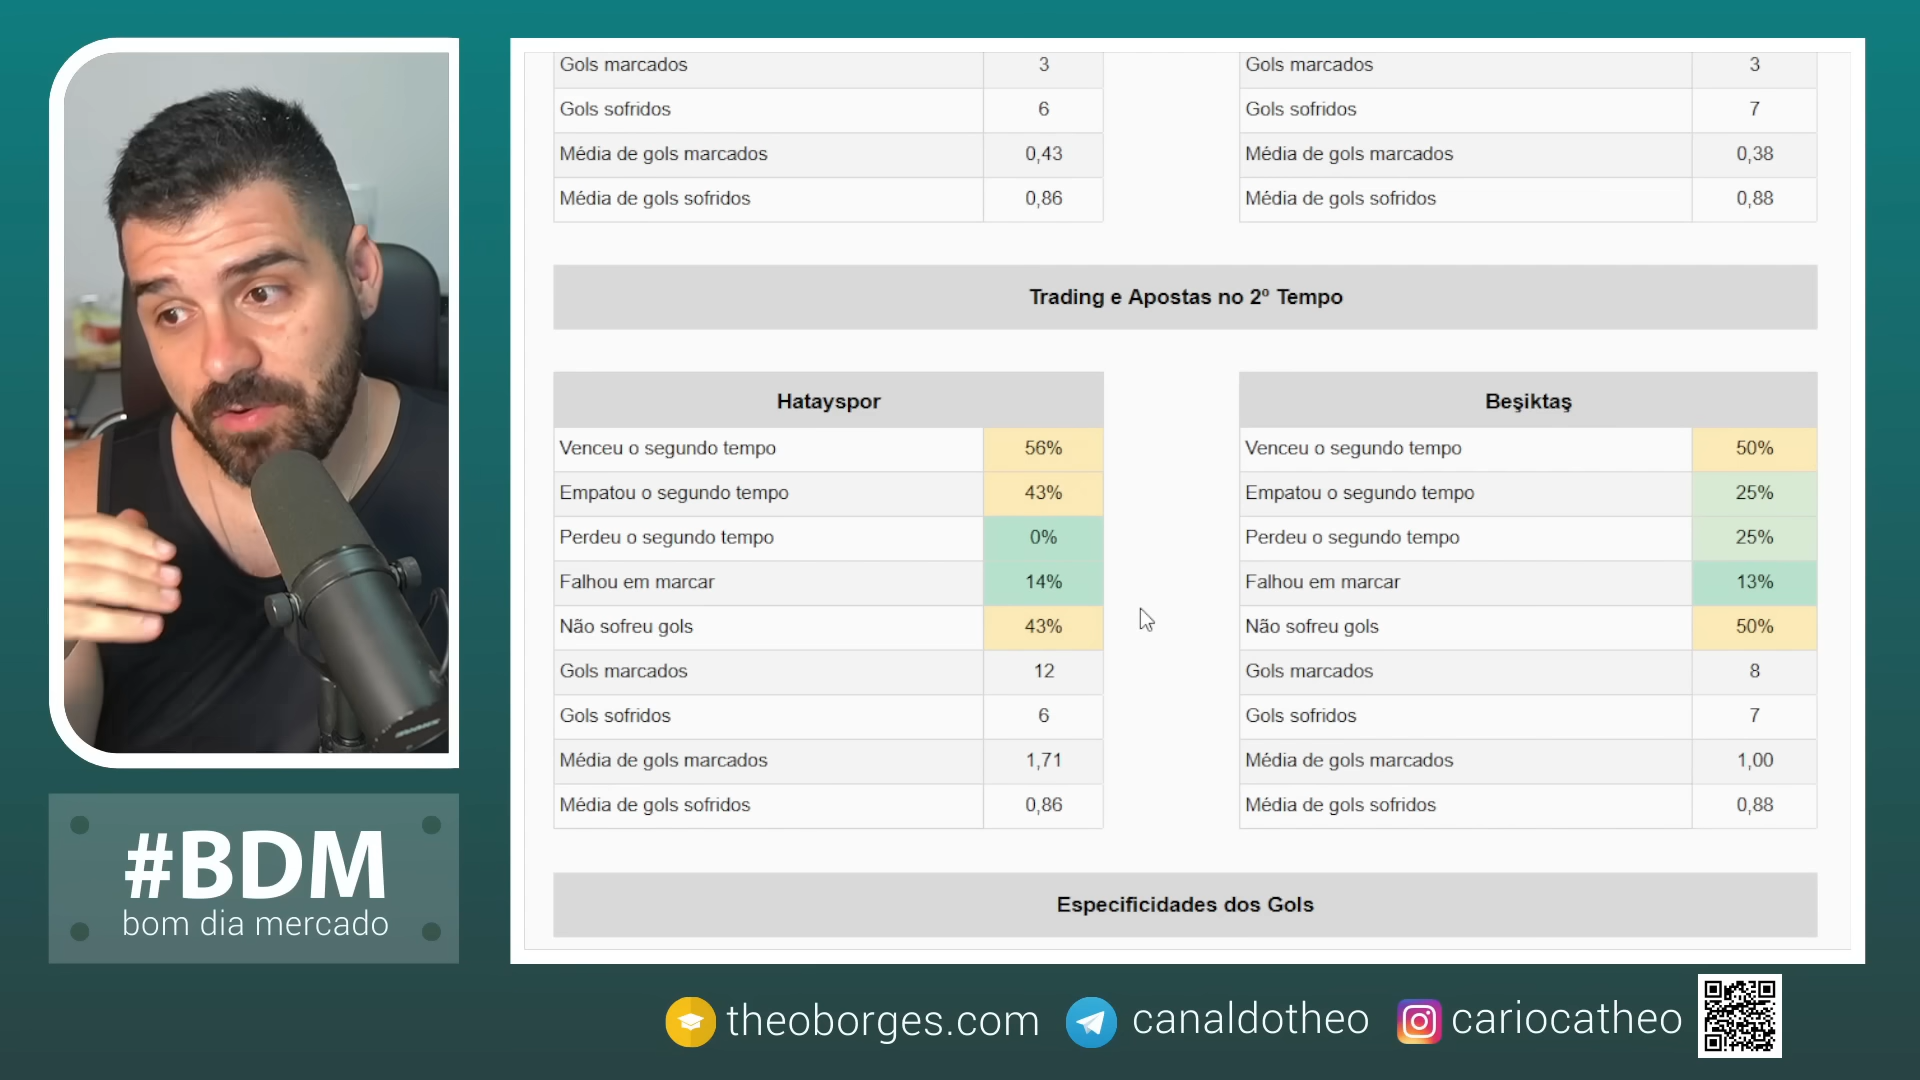 Gols marcados 3
Gols sofridos 6
Média de gols marcados 0,43
Média de gols sofridos 0,86
Gols marcados 3
Gols sofridos 7
Média de gols marcados 0,38
Média de gols sofridos 0,88
Trading e Apostas no 2º Tempo
Hatayspor
Venceu o segundo tempo 56%
Empatou o segundo tempo 43%
Perdeu o segundo tempo 0%
Falhou em marcar 14%
Não sofreu gols 43%
Gols marcados 12
Gols sofridos 6
Média de gols marcados 1,71
Média de gols sofridos 0,86
Beşiktaş
Venceu o segundo tempo 50%
Empatou o segundo tempo 25%
Perdeu o segundo tempo 25%
Falhou em marcar 13%
Não sofreu gols 50%
Gols marcados 8
Gols sofridos 7
Média de gols marcados 1,00
Média de gols sofridos 0,88
Especificidades dos Gols
#BDM
bom dia mercado
theoborges.com
canaldotheo
cariocatheo